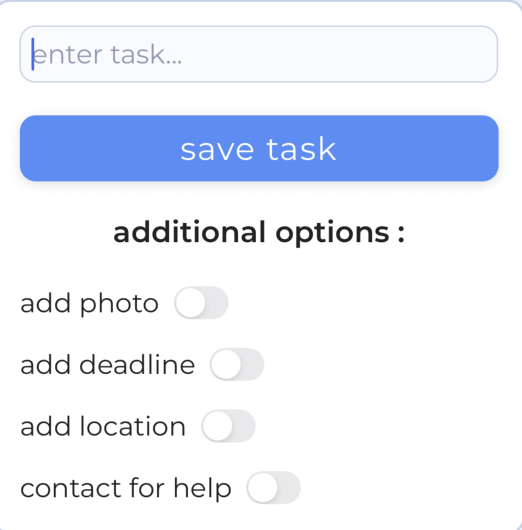 enter task...
save task
additional options :
add photo
add deadline
add location
contact for help